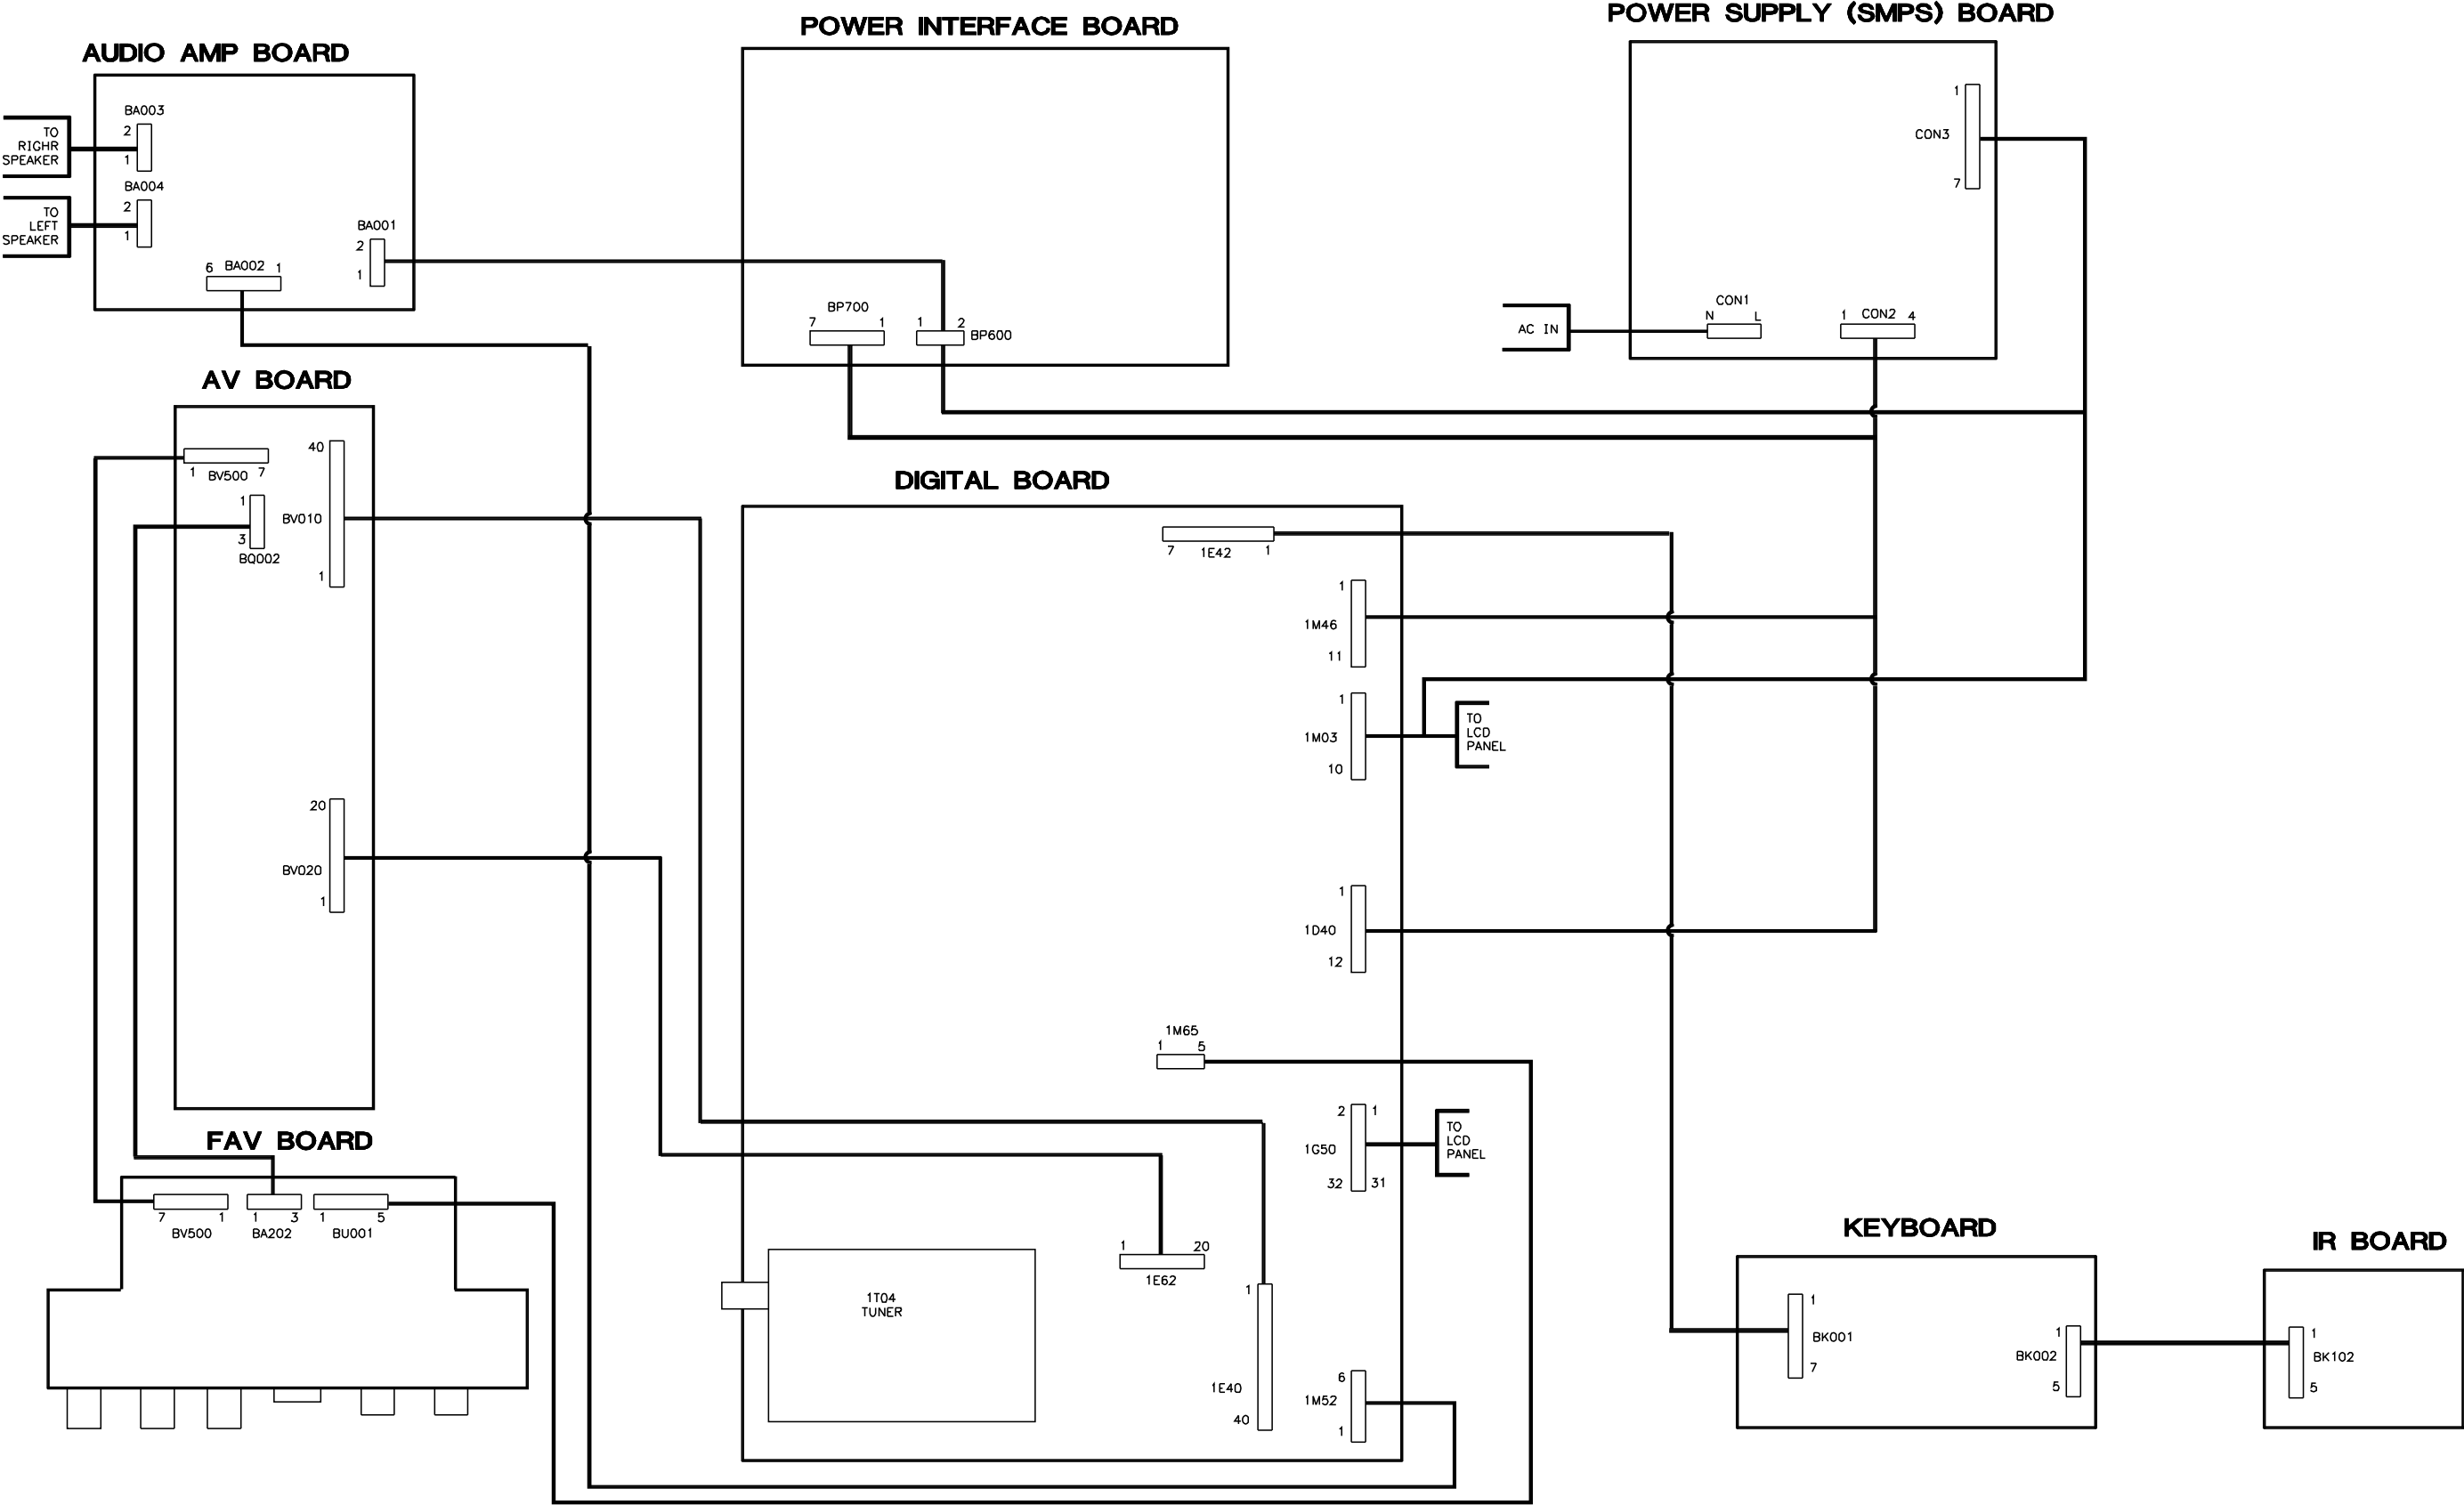 POWER INTERFACE BOARD
POWER SUPPLY (SMPS) BOARD
AUDIO AMP BOARD
BA003
2
1
TO
RIGHR
SPEAKER
BA004
2
1
TO
LEFT
SPEAKER
BA001
2
1
6 BA002 1
BP700
7 1
1 2
BP600
1
CON3
7
CON1
N L
AC IN
1 CON2 4
AV BOARD
1 BV500 7
40
BV010
1
1
3
BQ002
20
BV020
1
DIGITAL BOARD
7 1E42 1
1
1M46
11
1
1M03
10
TO
LCD
PANEL
1
1D40
12
1M65
1 5
2 1
1G50
32 31
TO
LCD
PANEL
1 20
1E62
1T04
TUNER
1
1E40
40
6
1M52
1
FAV BOARD
7 1
BV500
1 3
BA202
1 5
BU001
KEYBOARD
1
BK001
7
1
BK002
5
IR BOARD
1
BK102
5